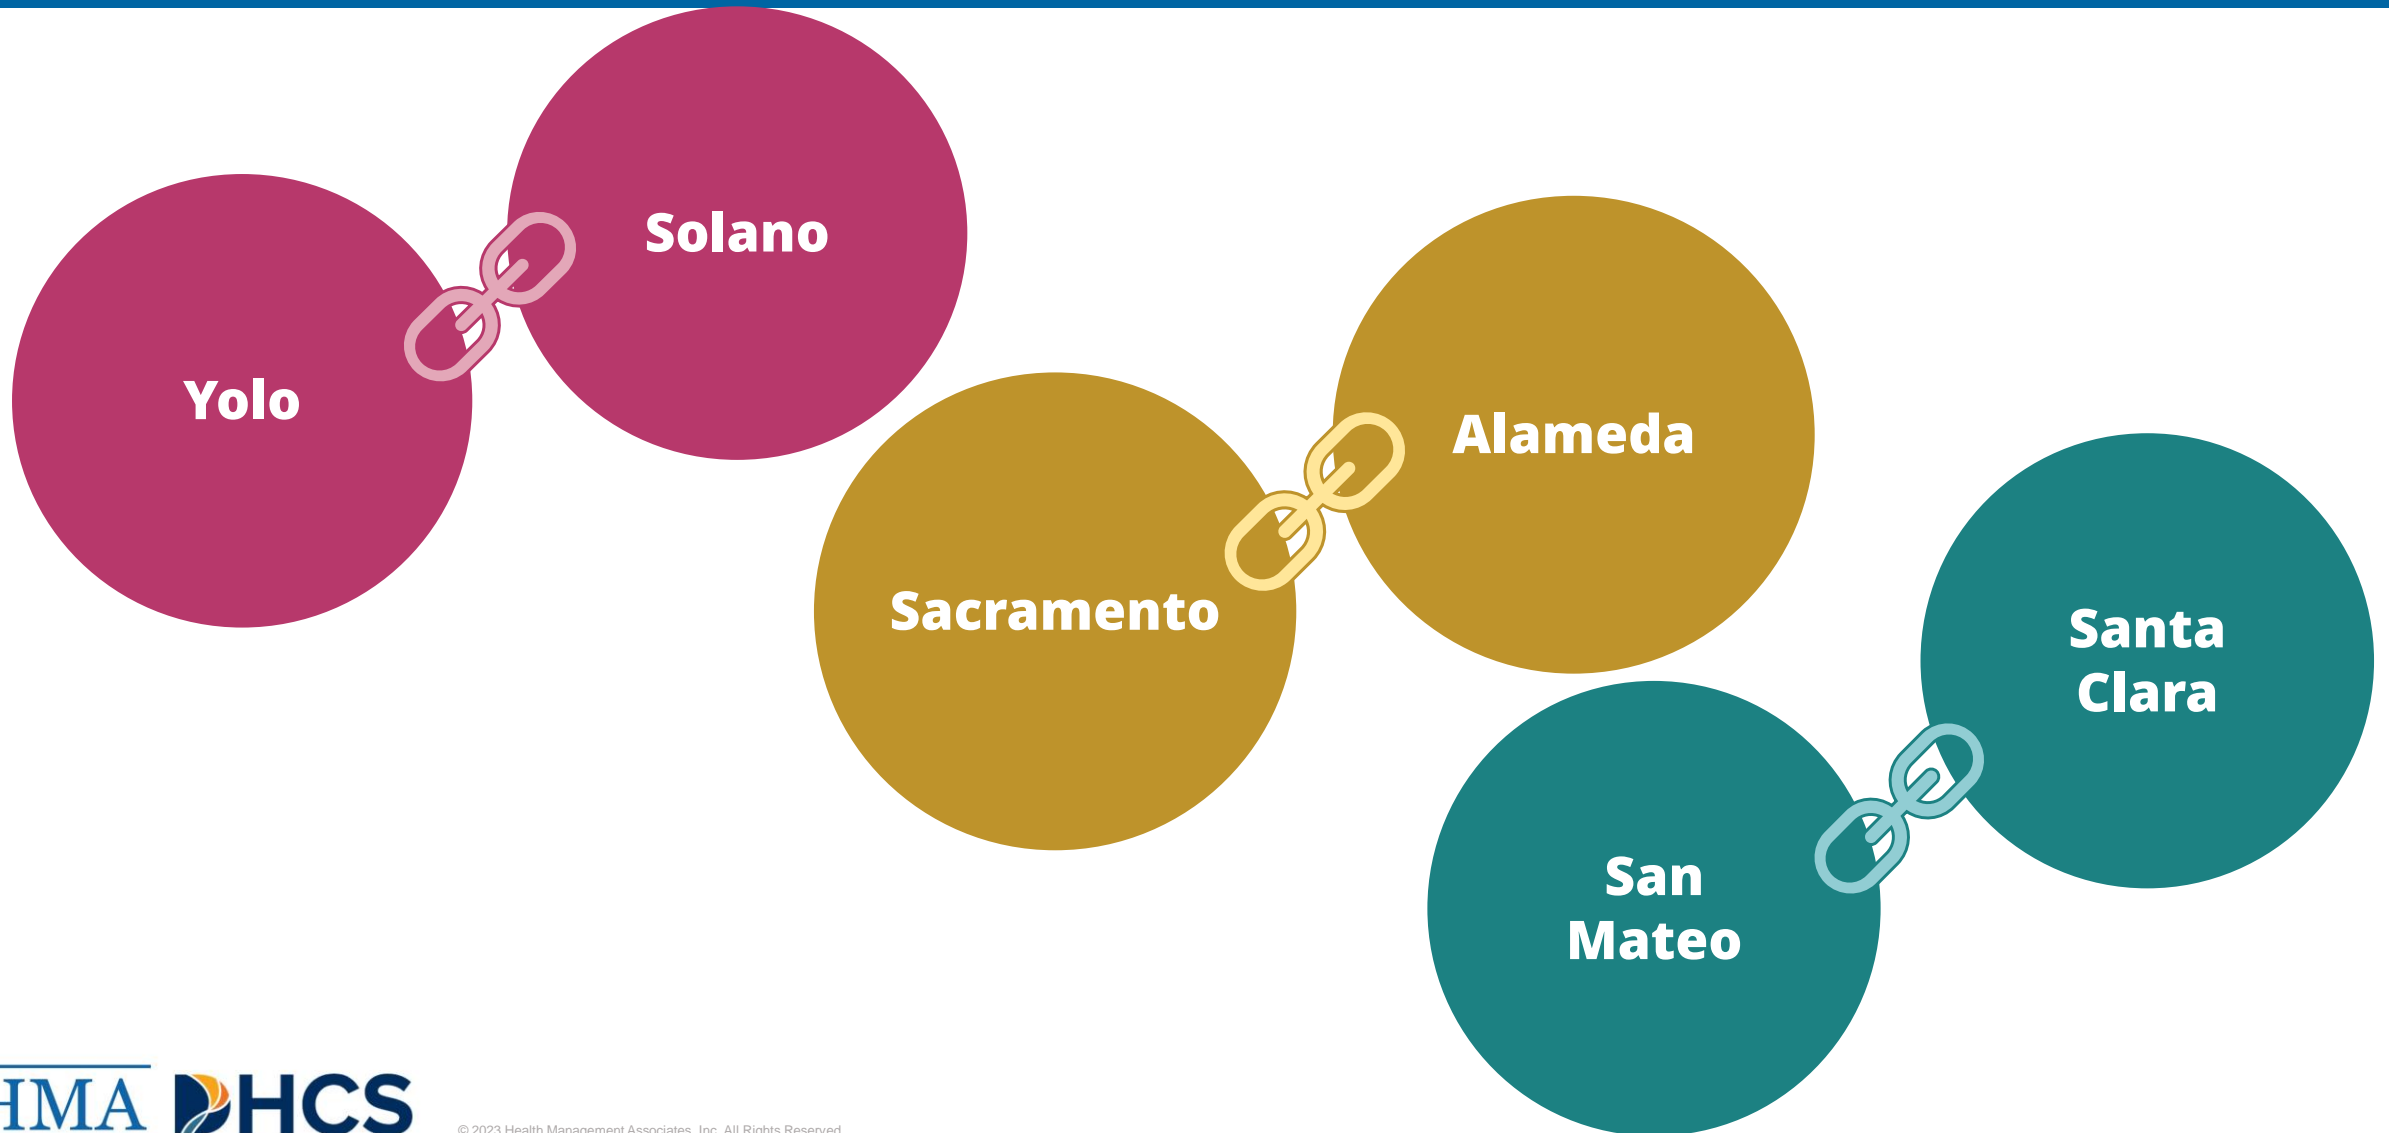 Solano
Yolo
Alameda
Sacramento
Santa
Clara
San
Mateo
HMA DHCS
© 2023 Health Management Associates, Inc. All Rights Reserved